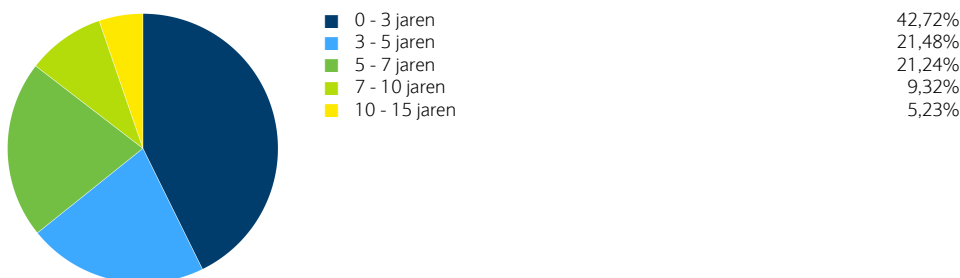 0 - 3 jaren 42,72%
3 - 5 jaren 21,48%
5 - 7 jaren 21,24%
7 - 10 jaren 9,32%
10 - 15 jaren 5,23%